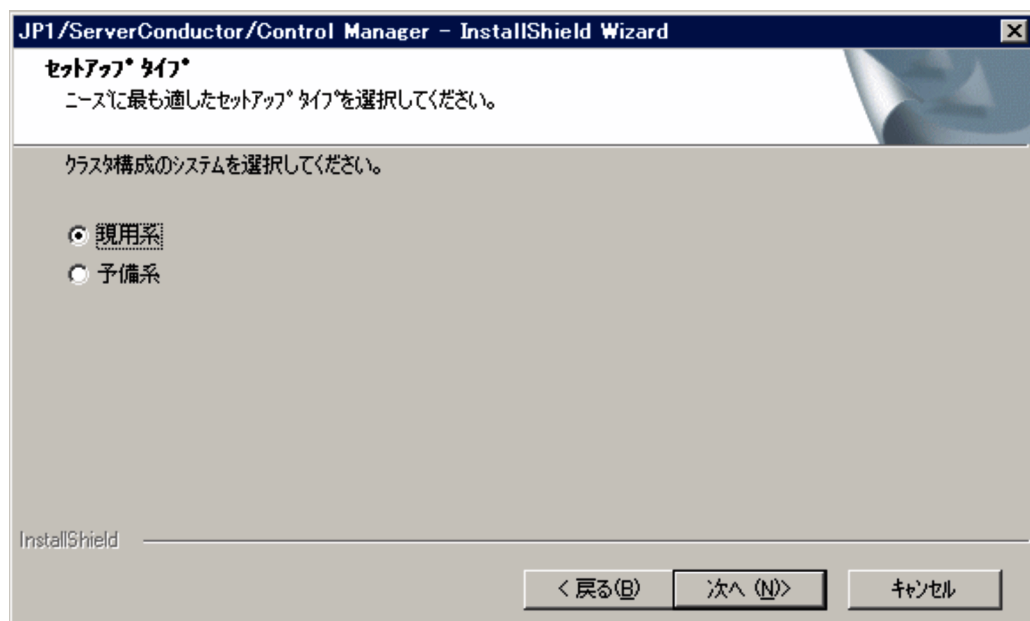 JP1/ServerConductor/Control Manager - InstallShield Wizard
ｾｯﾄｱｯﾌﾟ ﾀｲﾌﾟ
ﾆｰｽﾞに最も適したｾｯﾄｱｯﾌﾟ ﾀｲﾌﾟを選択してください。
ｸﾗｽﾀ構成のｼｽﾃﾑを選択してください。
現用系
予備系
InstallShield
< 戻る(B)
次へ (N)>
ｷｬﾝｾﾙ